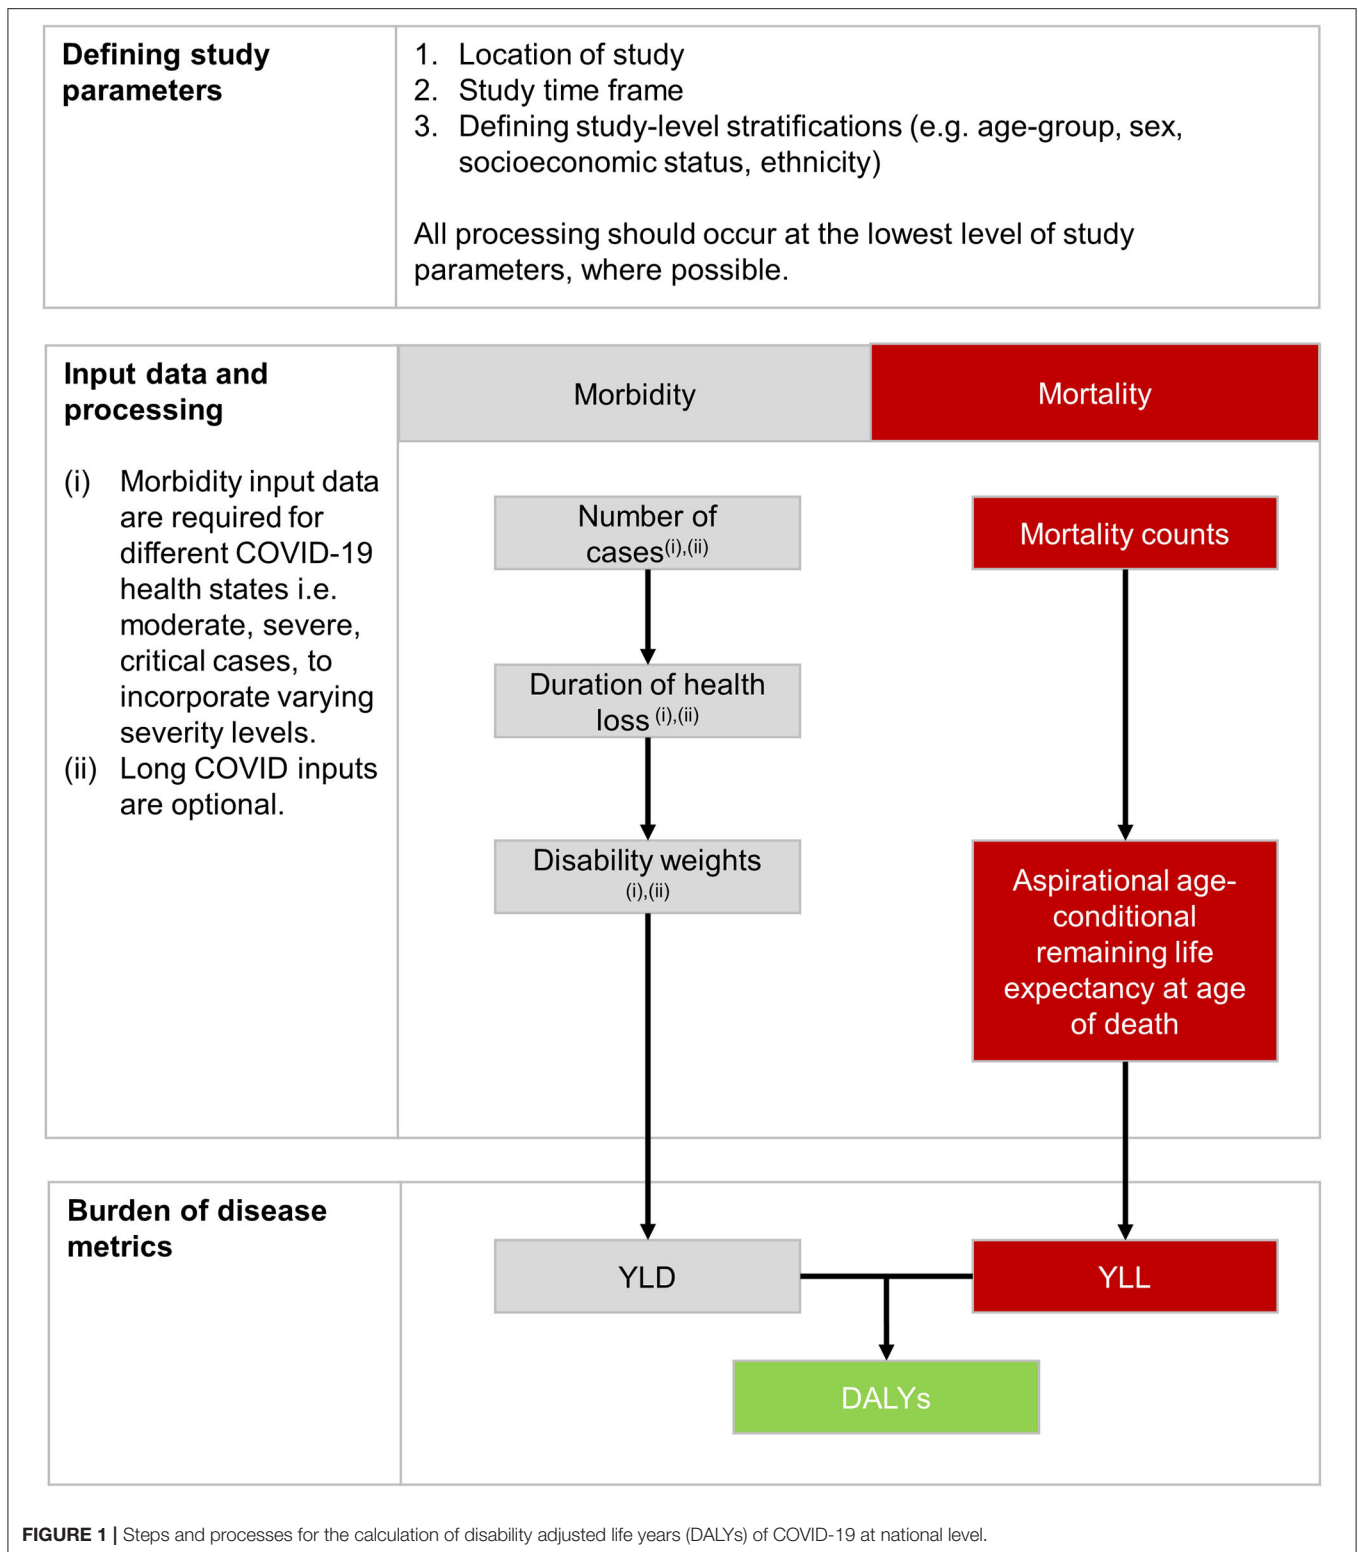 Defining study
parameters
1. Location of study
2. Study time frame
3. Defining study-level stratifications (e.g. age-group, sex,
socioeconomic status, ethnicity)
All processing should occur at the lowest level of study
parameters, where possible.
Input data and
processing
(i) Morbidity input data
are required for
different COVID-19
health states i.e.
moderate, severe,
critical cases, to
incorporate varying
severity levels.
(ii) Long COVID inputs
are optional.
Morbidity
Mortality
Number of
cases(i),(ii)
Duration of health
loss (i),(ii)
Disability weights
(i),(ii)
Mortality counts
Aspirational age-
conditional
remaining life
expectancy at age
of death
Burden of disease
metrics
YLD
YLL
DALYs
FIGURE 1 | Steps and processes for the calculation of disability adjusted life years (DALYs) of COVID-19 at national level.